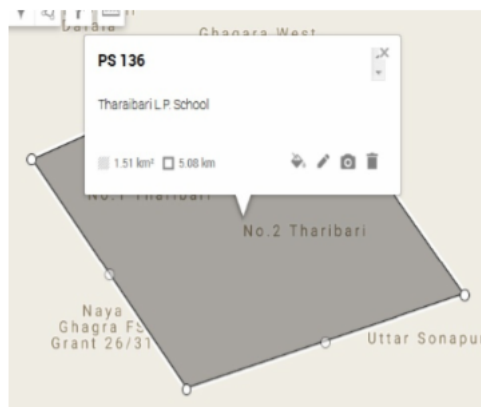 Ghagara West
PS 136
Tharaibari L.P. School
1.51 km² 5.08 km
No.1 Tharibari
No.2 Tharibari
Naya
Ghagra FS
Grant 26/31
Uttar Sonapur